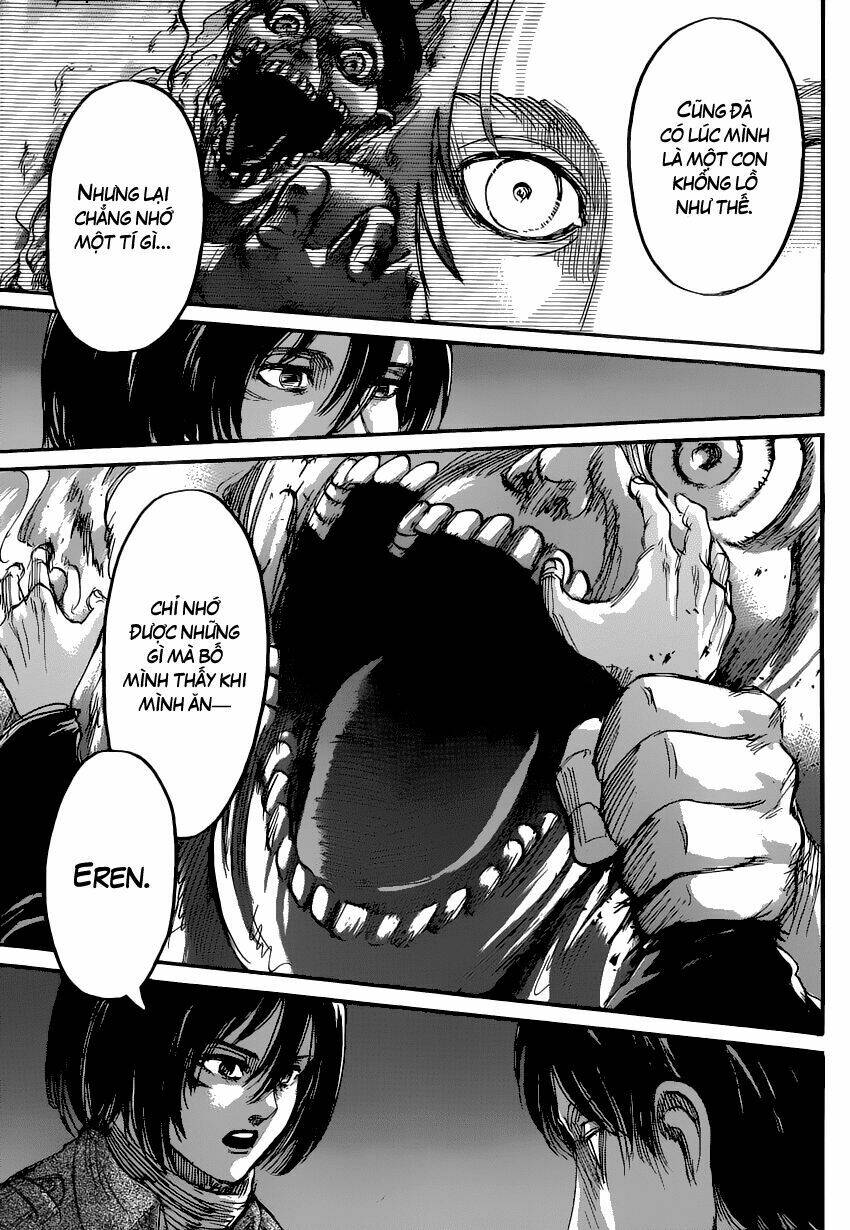 CŨNG ĐÃ
CÓ LÚC MÌNH
LÀ MỘT CON
KHỔNG LỒ
NHƯ THẾ.
NHƯNG LẠI
CHẲNG NHỚ
MỘT TÍ GÌ...
CHỈ NHỚ
ĐƯỢC NHỮNG
GÌ MÀ BỐ
MÌNH THẤY KHI
MÌNH ĂN—
EREN.